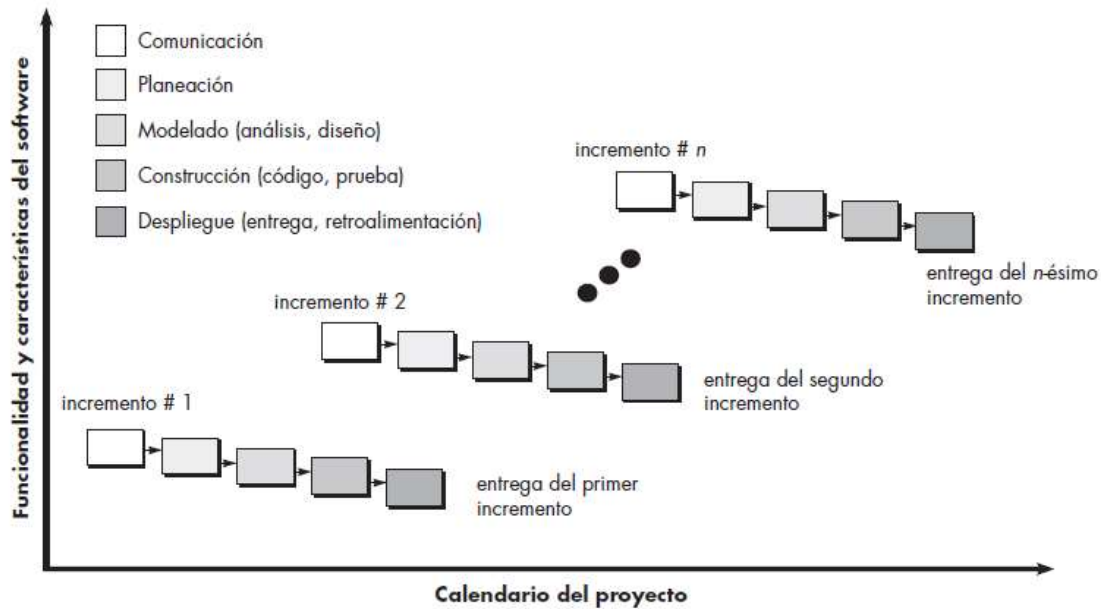 Funcionalidad y características del software
Comunicación
Planeación
Modelado (análisis, diseño)
Construcción (código, prueba)
Despliegue (entrega, retroalimentación)
incremento # n
entrega del n-ésimo
incremento
incremento # 2
entrega del segundo
incremento
incremento # 1
entrega del primer
incremento
Calendario del proyecto